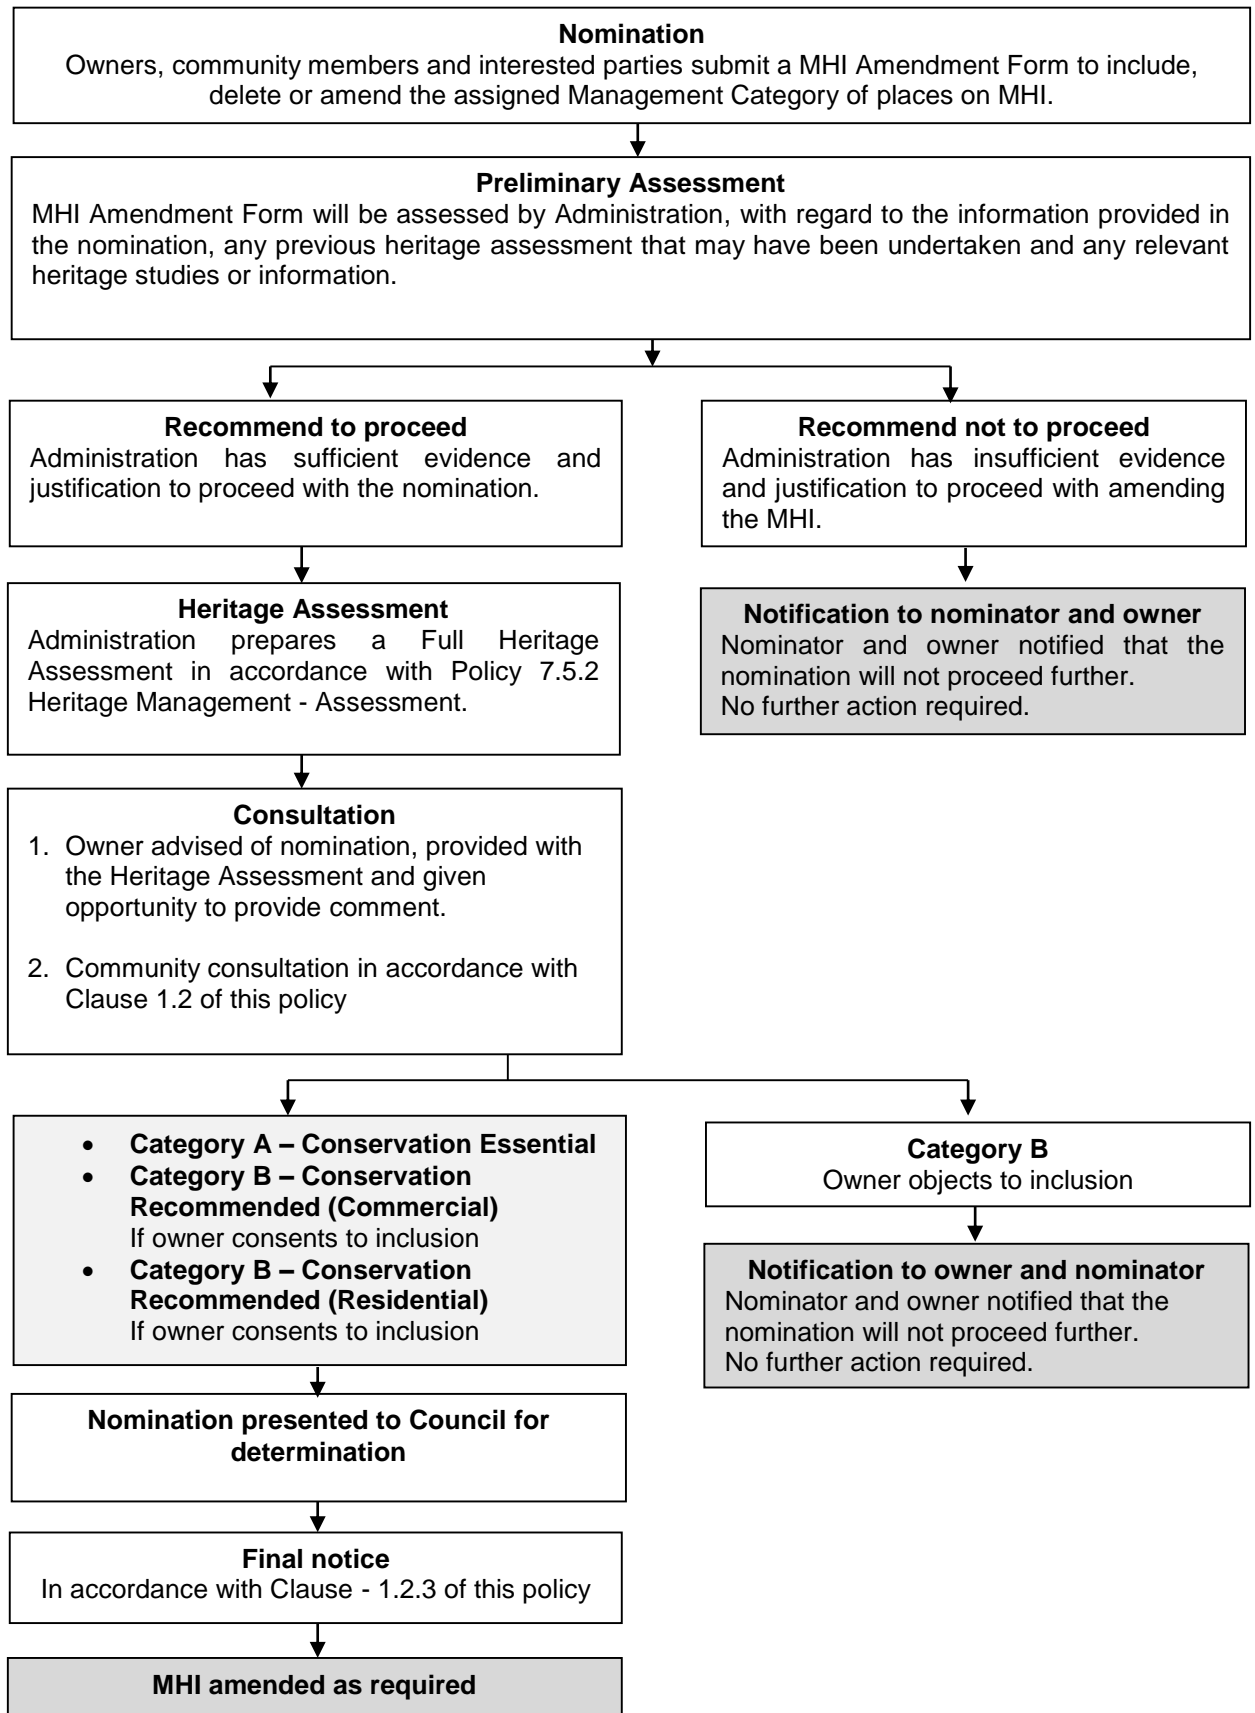 Nomination
Owners, community members and interested parties submit a MHI Amendment Form to include,
delete or amend the assigned Management Category of places on MHI.
Preliminary Assessment
MHI Amendment Form will be assessed by Administration, with regard to the information provided in
the nomination, any previous heritage assessment that may have been undertaken and any relevant
heritage studies or information.
Recommend to proceed
Administration has sufficient evidence and
justification to proceed with the nomination.
Recommend not to proceed
Administration has insufficient evidence
and justification to proceed with amending
the MHI.
Heritage Assessment
Administration prepares a Full Heritage
Assessment in accordance with Policy 7.5.2
Heritage Management - Assessment.
Notification to nominator and owner
Nominator and owner notified that the
nomination will not proceed further.
No further action required.
Consultation
1. Owner advised of nomination, provided with
the Heritage Assessment and given
opportunity to provide comment.
2. Community consultation in accordance with
Clause 1.2 of this policy
• Category A – Conservation Essential
• Category B – Conservation
Recommended (Commercial)
If owner consents to inclusion
• Category B – Conservation
Recommended (Residential)
If owner consents to inclusion
Category B
Owner objects to inclusion
Notification to owner and nominator
Nominator and owner notified that the
nomination will not proceed further.
No further action required.
Nomination presented to Council for
determination
Final notice
In accordance with Clause - 1.2.3 of this policy
MHI amended as required